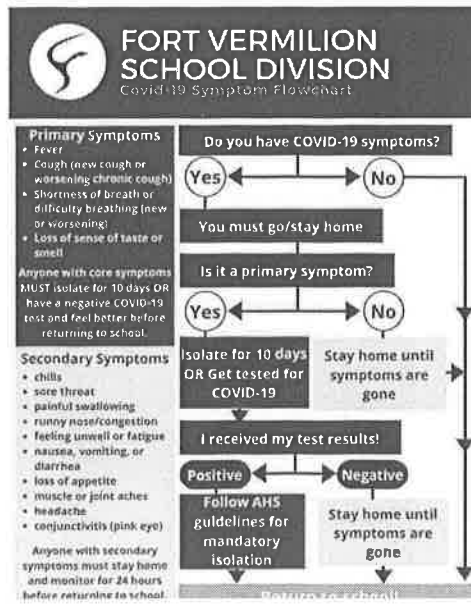 FORT VERMILION
SCHOOL DIVISION
Covid-19 Symptom Flowchart
Primary Symptoms
• Fever
• Cough (new cough or
worsening chronic cough)
• Shortness of breath or
difficulty breathing (new
or worsening)
• Loss of sense of taste or
smell
Anyone with core symptoms
MUST isolate for 10 days OR
have a negative COVID-19
test and feel better before
returning to school.
Secondary Symptoms
• chills
• sore throat
• painful swallowing
• runny nose/congestion
• feeling unwell or fatigue
• nausea, vomiting, or
diarrhea
• loss of appetite
• muscle or joint aches
• headache
• conjunctivitis (pink eye)
Anyone with secondary
symptoms must stay home
and monitor for 24 hours
before returning to school.
Do you have COVID-19 symptoms?
Yes
No
You must go/stay home
Is it a primary symptom?
Yes
No
Isolate for 10 days
OR Get tested for
COVID-19
Stay home until
symptoms are
gone
I received my test results!
Positive
Negative
Follow AHS
guidelines for
mandatory
isolation
Stay home until
symptoms are
gone
Return to school!